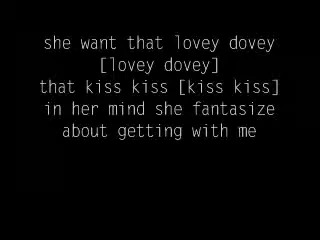 she want that lovey dovey
[lovey dovey]
that kiss kiss [kiss kiss]
in her mind she fantasize
about getting with me